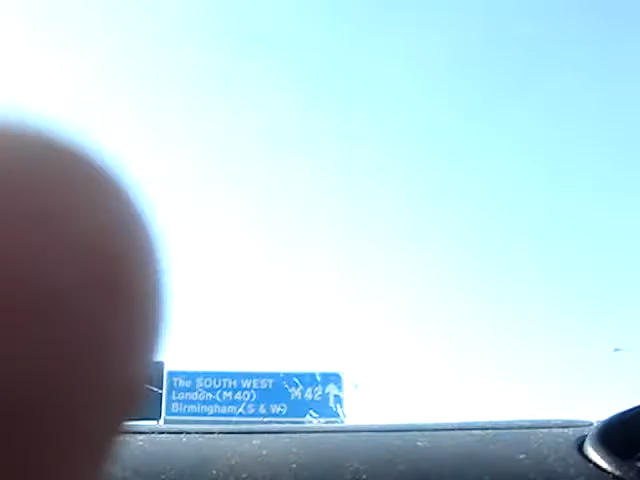 The SOUTH WEST
London (M40)
M42
Birmingham (S & W)